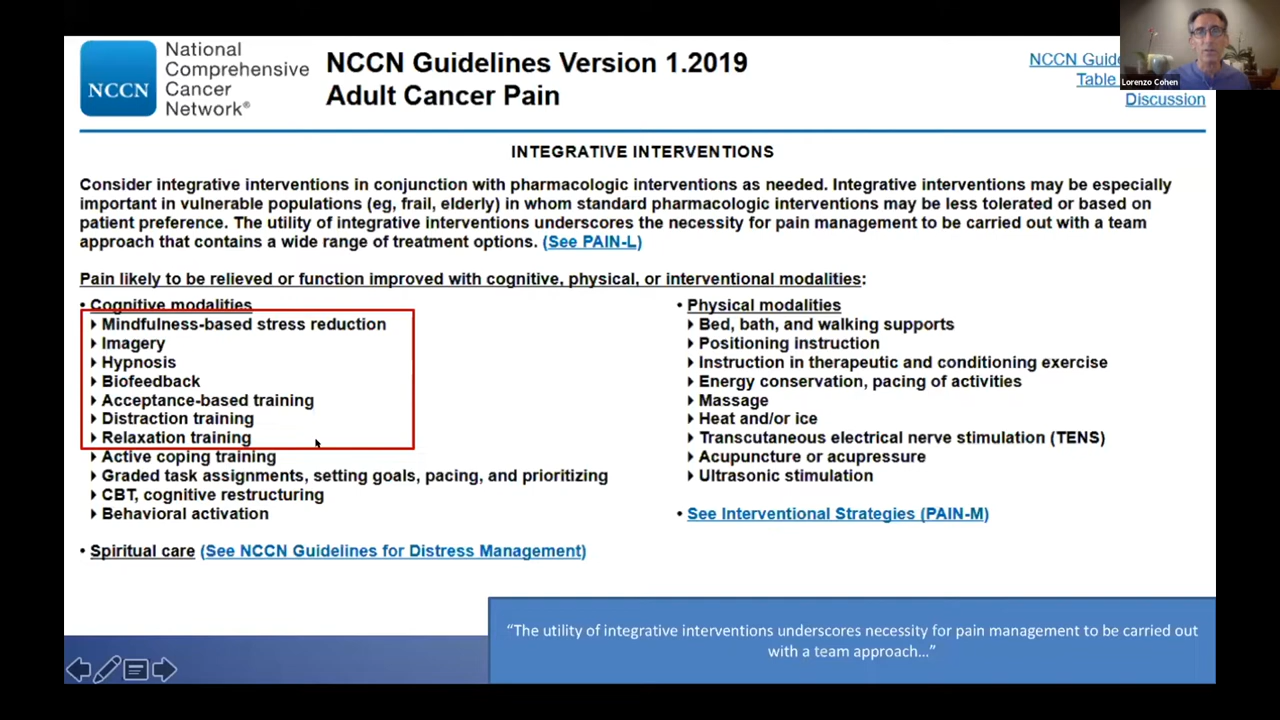 NCCN
National
Comprehensive
Cancer
Network®
NCCN Guidelines Version 1.2019
Adult Cancer Pain
NCCN
Table
Discussion
Lorenzo Cohen
INTEGRATIVE INTERVENTIONS
Consider integrative interventions in conjunction with pharmacologic interventions as needed. Integrative interventions may be especially
important in vulnerable populations (eg, frail, elderly) in whom standard pharmacologic interventions may be less tolerated or based on
patient preference. The utility of integrative interventions underscores the necessity for pain management to be carried out with a team
approach that contains a wide range of treatment options. (See PAIN-L)
Pain likely to be relieved or function improved with cognitive, physical, or interventional modalities:
• Cognitive modalities
Mindfulness-based stress reduction
Imagery
Hypnosis
Biofeedback
Acceptance-based training
Distraction training
Relaxation training
Active coping training
Graded task assignments, setting goals, pacing, and prioritizing
CBT, cognitive restructuring
Behavioral activation
• Spiritual care (See NCCN Guidelines for Distress Management)
• Physical modalities
Bed, bath, and walking supports
Positioning instruction
Instruction in therapeutic and conditioning exercise
Energy conservation, pacing of activities
Massage
Heat and/or ice
Transcutaneous electrical nerve stimulation (TENS)
Acupuncture or acupressure
Ultrasonic stimulation
• See Interventional Strategies (PAIN-M)
“The utility of integrative interventions underscores necessity for pain management to be carried out
with a team approach…”